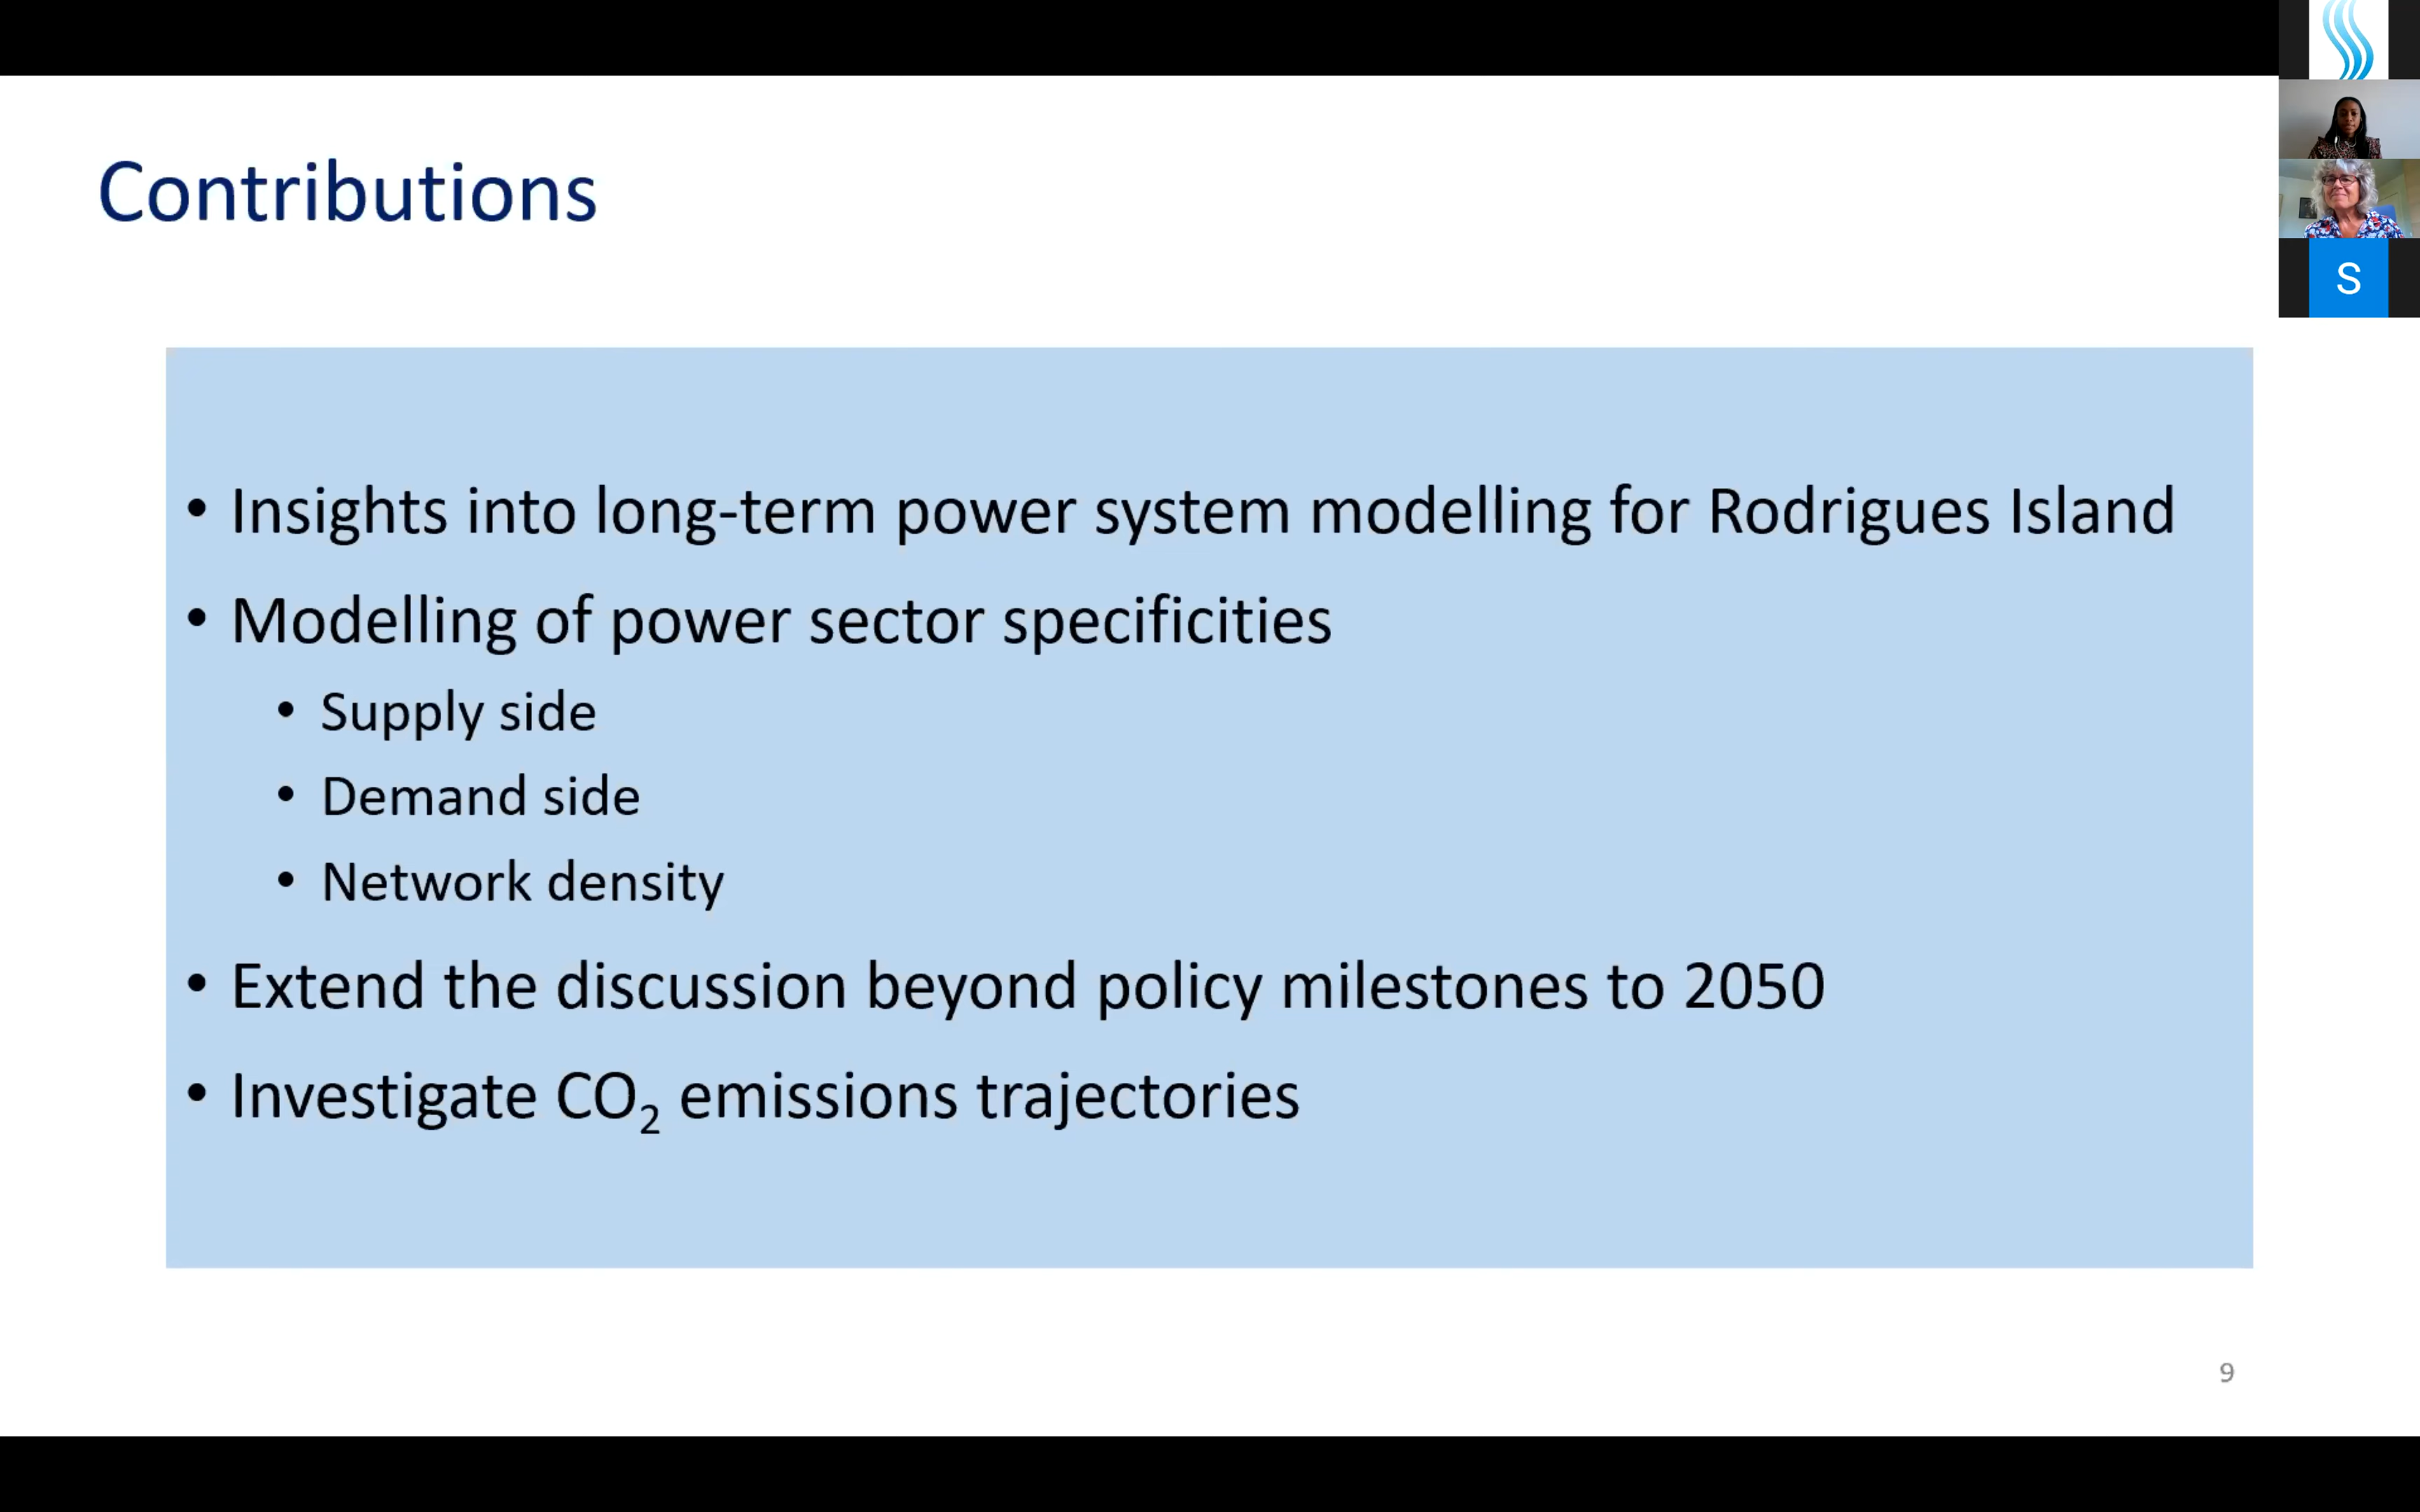 Contributions
• Insights into long-term power system modelling for Rodrigues Island
• Modelling of power sector specificities
• Supply side
• Demand side
• Network density
• Extend the discussion beyond policy milestones to 2050
• Investigate CO₂ emissions trajectories
9
S